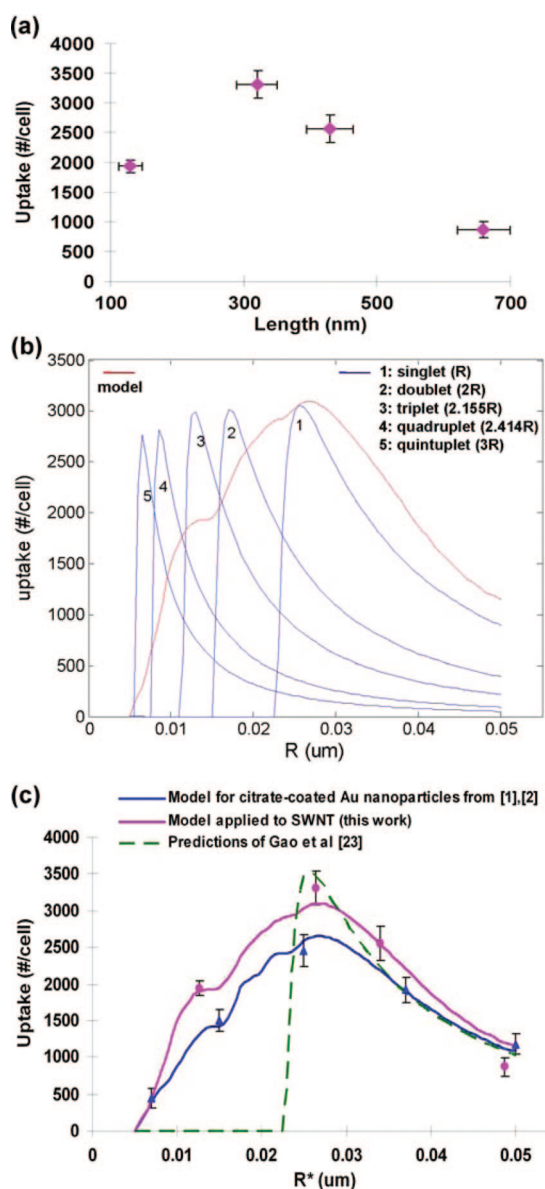 (a)
4000
3500
3000
2500
2000
1500
1000
500
0
Uptake (#/cell)
100 300 500 700
Length (nm)
(b)
3500
3000
2500
2000
1500
1000
500
0
uptake (#/cell)
model
1: singlet (R)
2: doublet (2R)
3: triplet (2.155R)
4: quadruplet (2.414R)
5: quintuplet (3R)
5 4 3 2 1
0 0.01 0.02 0.03 0.04 0.05
R (um)
(c)
Model for citrate-coated Au nanoparticles from [1],[2]
Model applied to SWNT (this work)
Predictions of Gao et al [23]
4000
3500
3000
2500
2000
1500
1000
500
0
Uptake (#/cell)
0 0.01 0.02 0.03 0.04 0.05
R* (um)